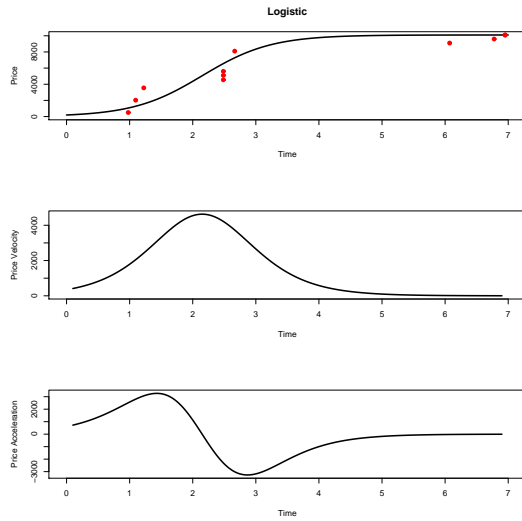 Logistic
Price
0 4000 8000
0 1 2 3 4 5 6 7
Time
Price Velocity
0 2000 4000
0 1 2 3 4 5 6 7
Time
Price Acceleration
−3000 0 2000
0 1 2 3 4 5 6 7
Time